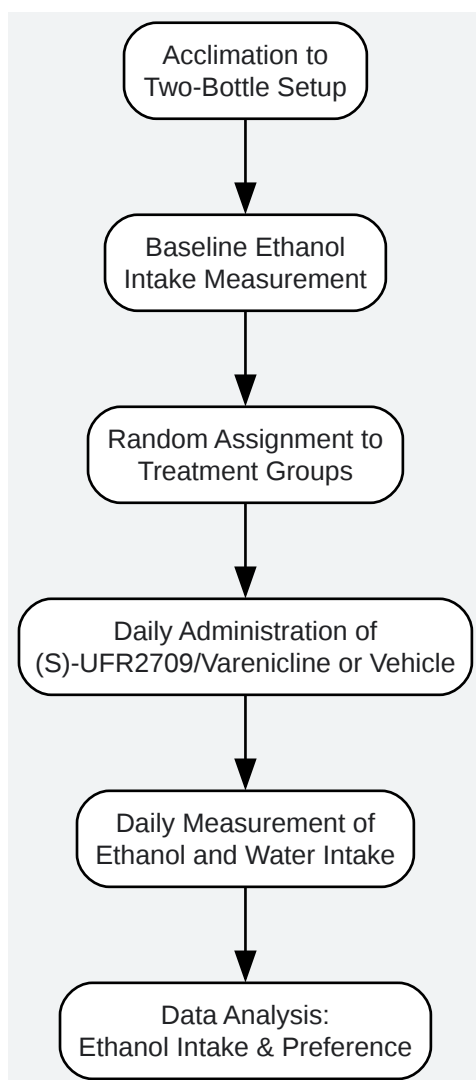 Acclimation to
Two-Bottle Setup
Baseline Ethanol
Intake Measurement
Random Assignment to
Treatment Groups
Daily Administration of
(S)-UFR2709/Varenicline or Vehicle
Daily Measurement of
Ethanol and Water Intake
Data Analysis:
Ethanol Intake & Preference